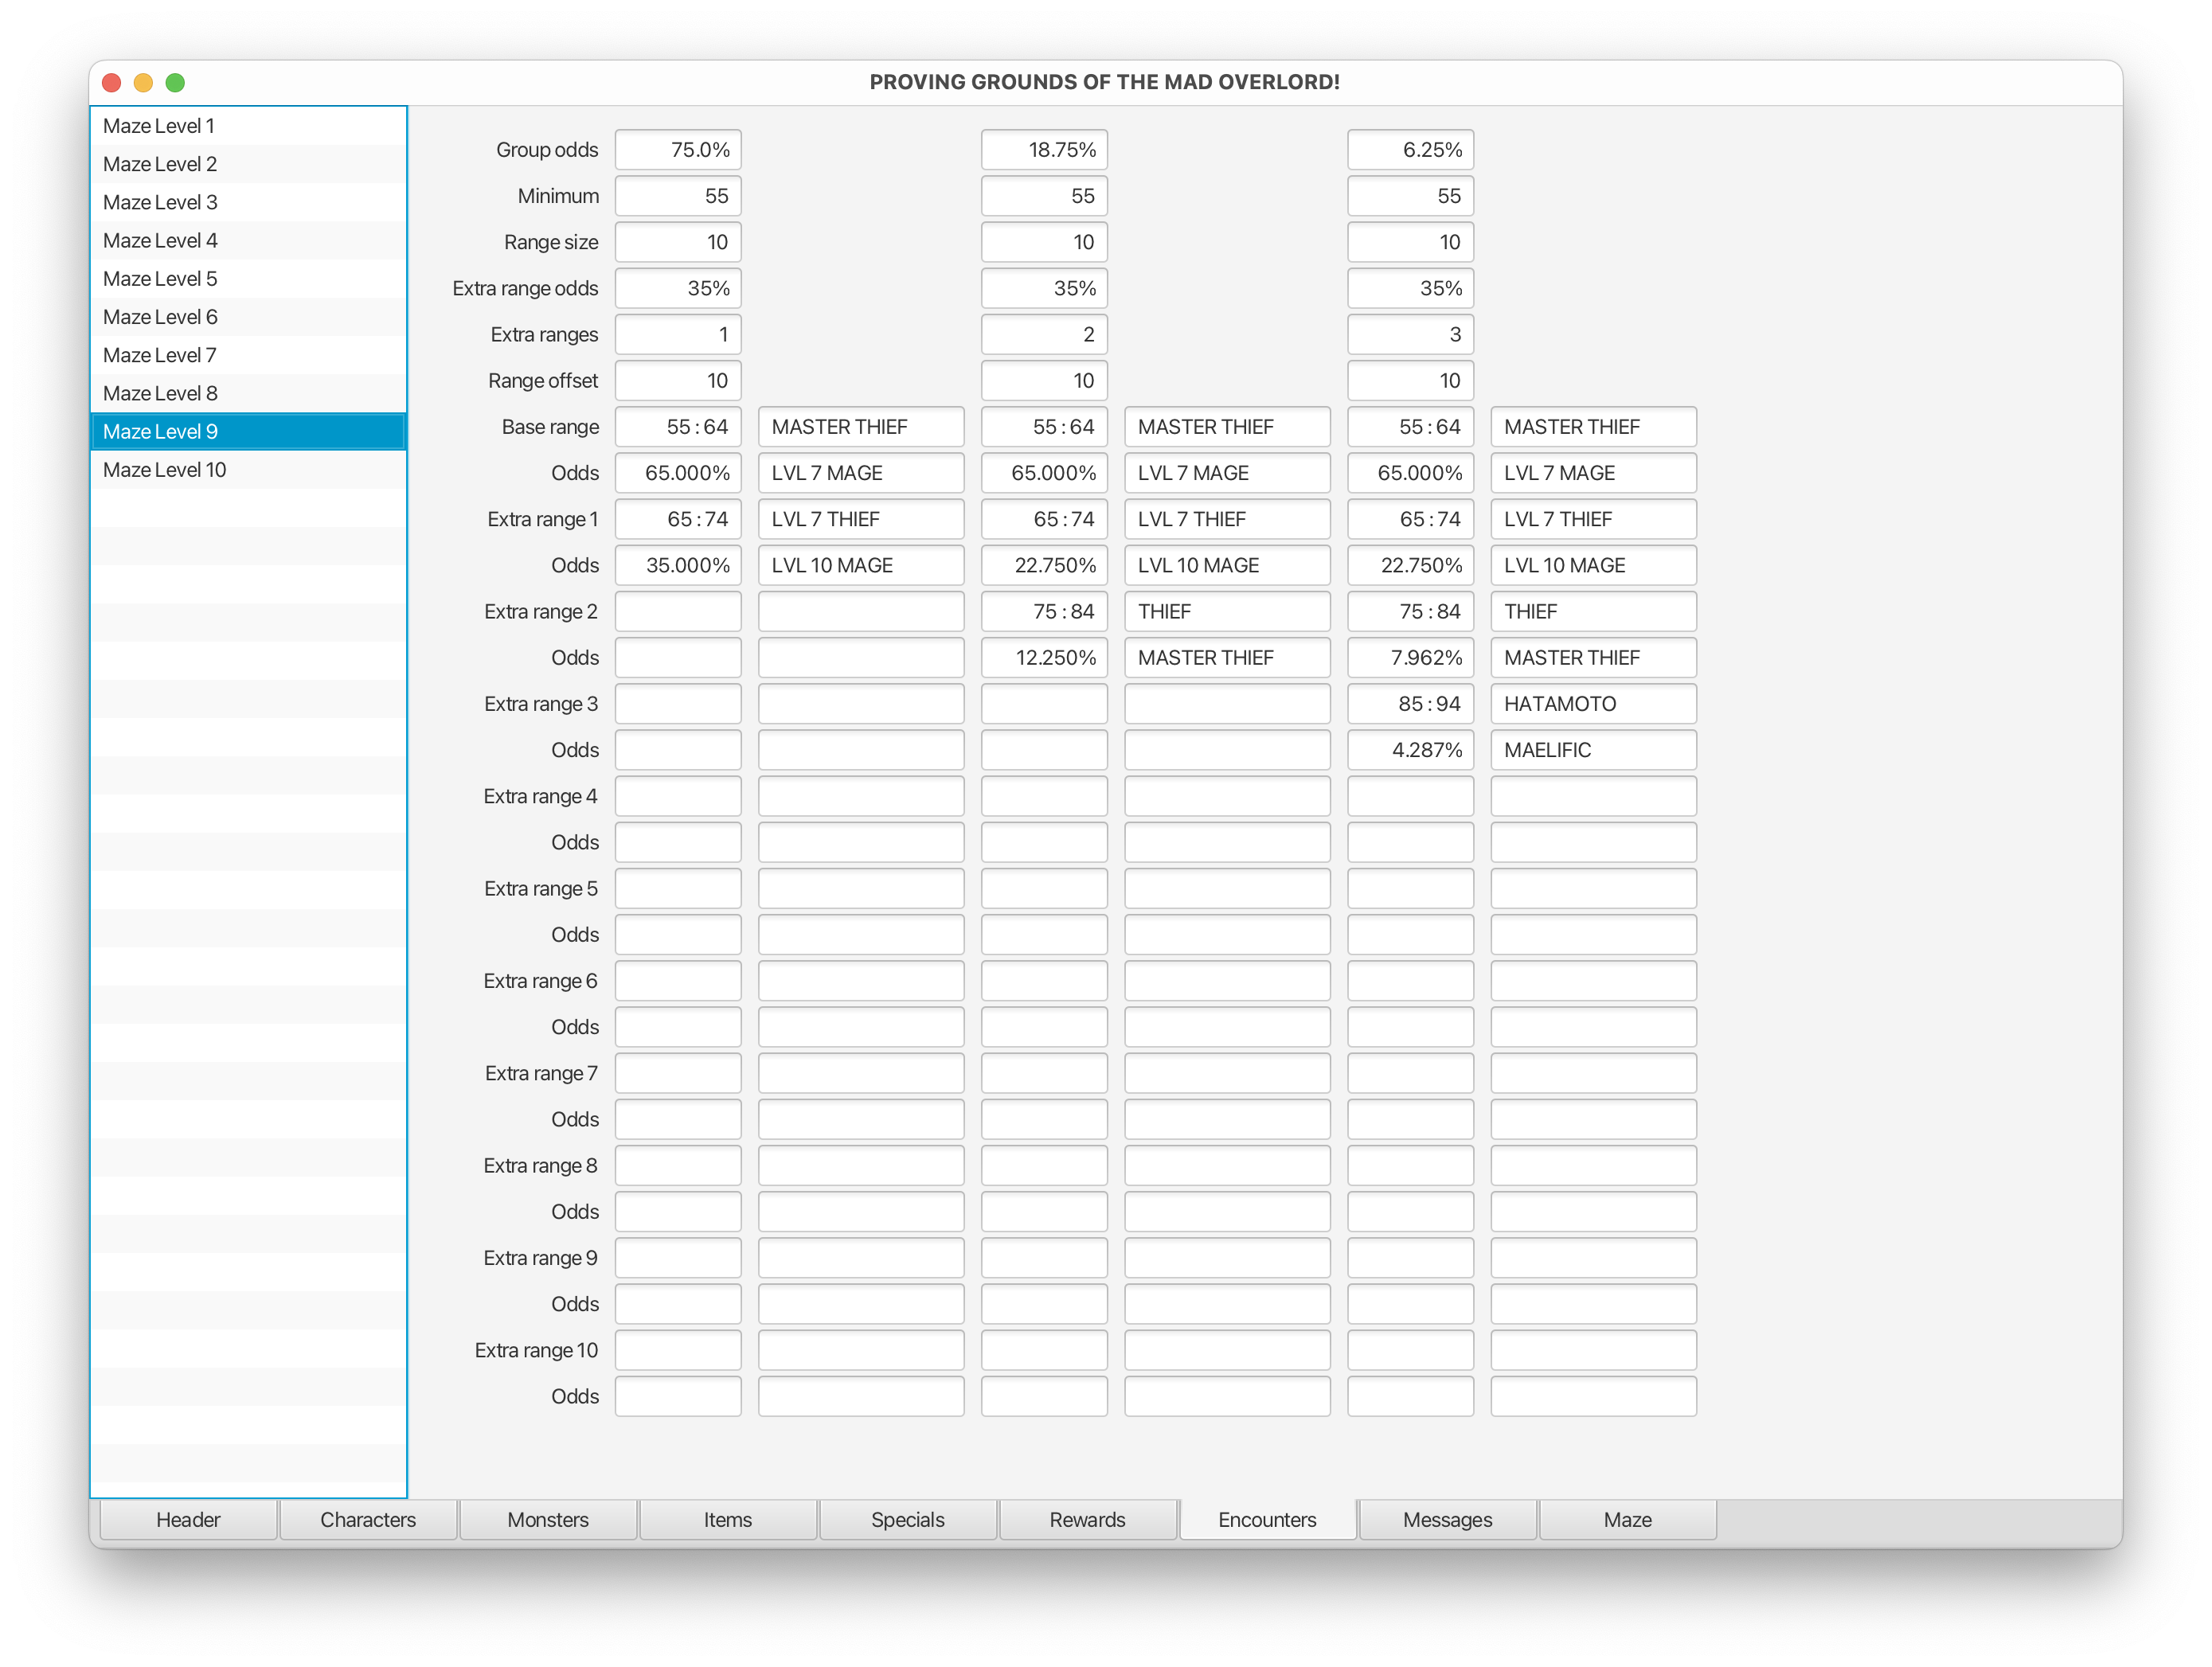 PROVING GROUNDS OF THE MAD OVERLORD!
Maze Level 1
Maze Level 2
Maze Level 3
Maze Level 4
Maze Level 5
Maze Level 6
Maze Level 7
Maze Level 8
Maze Level 9
Maze Level 10
Group odds 75.0% 18.75% 6.25%
Minimum 55 55 55
Range size 10 10 10
Extra range odds 35% 35% 35%
Extra ranges 1 2 3
Range offset 10 10 10
Base range 55 : 64 MASTER THIEF 55 : 64 MASTER THIEF 55 : 64 MASTER THIEF
Odds 65.000% LVL 7 MAGE 65.000% LVL 7 MAGE 65.000% LVL 7 MAGE
Extra range 1 65 : 74 LVL 7 THIEF 65 : 74 LVL 7 THIEF 65 : 74 LVL 7 THIEF
Odds 35.000% LVL 10 MAGE 22.750% LVL 10 MAGE 22.750% LVL 10 MAGE
Extra range 2 75 : 84 THIEF 75 : 84 THIEF
Odds 12.250% MASTER THIEF 7.962% MASTER THIEF
Extra range 3 85 : 94 HATAMOTO
Odds 4.287% MAELIFIC
Extra range 4
Odds
Extra range 5
Odds
Extra range 6
Odds
Extra range 7
Odds
Extra range 8
Odds
Extra range 9
Odds
Extra range 10
Odds
Header Characters Monsters Items Specials Rewards Encounters Messages Maze